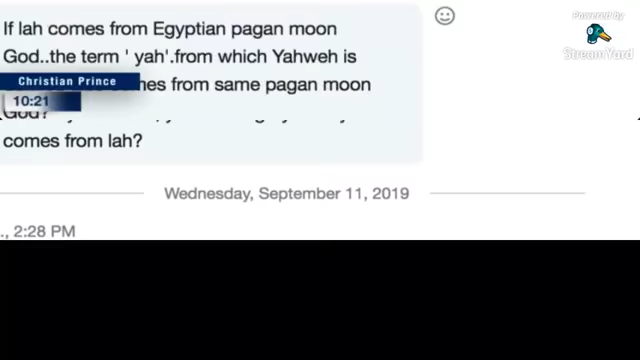 If lah comes from Egyptian pagan moon
God..the term ' yah'.from which Yahweh is
from same pagan moon
God?
comes from lah?
Christian Prince
10:21
Wednesday, September 11, 2019
., 2:28 PM
Powered by
StreamYard